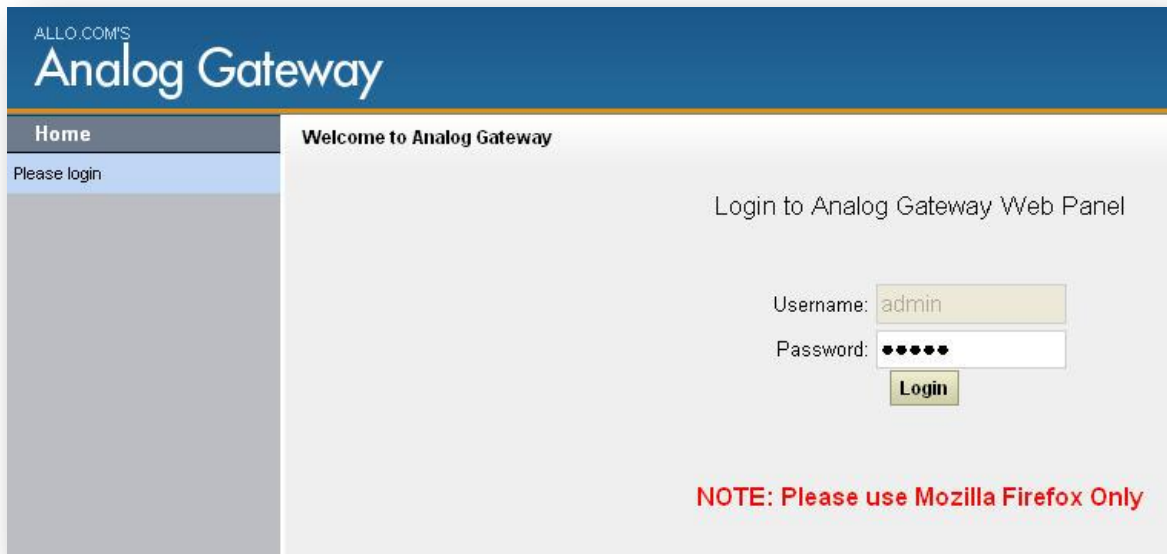 ALLO.COM'S
Analog Gateway
Home
Welcome to Analog Gateway
Please login
Login to Analog Gateway Web Panel
Username: admin
Password: •••••
Login
NOTE: Please use Mozilla Firefox Only